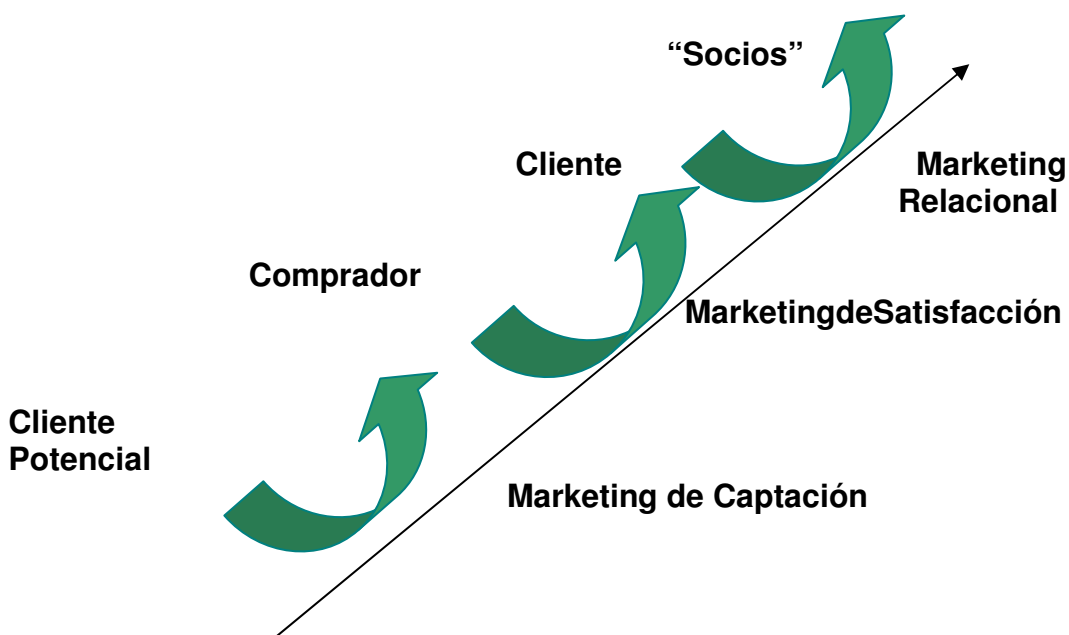 “Socios”
Cliente
Marketing
Relacional
Comprador
MarketingdeSatisfacción
Cliente
Potencial
Marketing de Captación